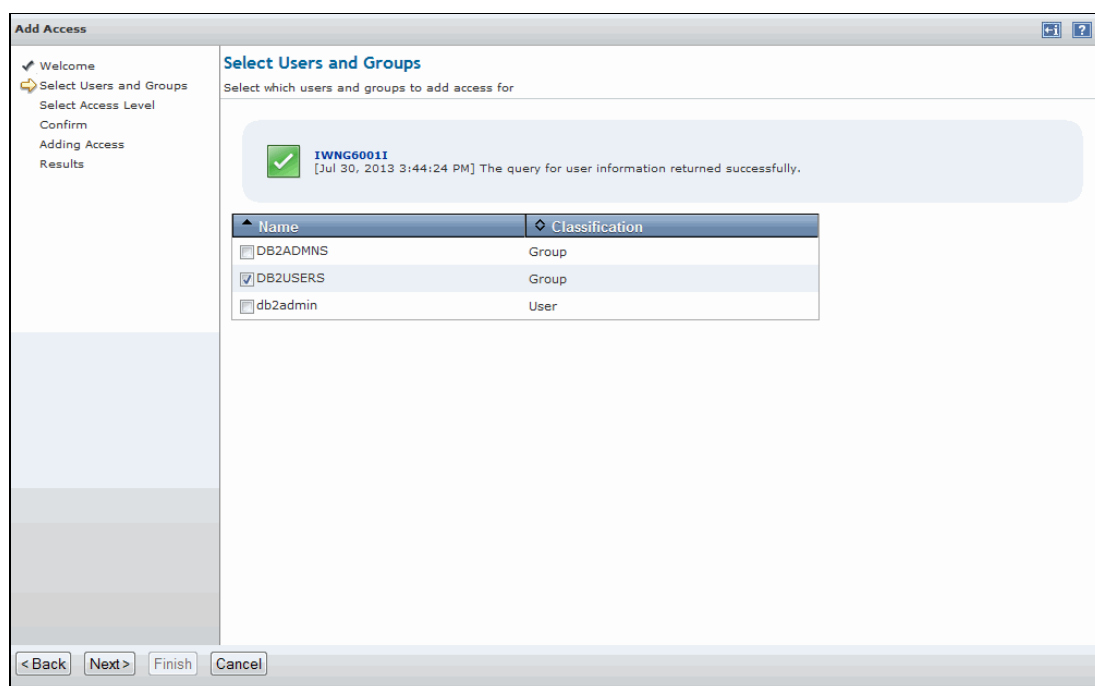 Add Access
Welcome
Select Users and Groups
Select Access Level
Confirm
Adding Access
Results
Select Users and Groups
Select which users and groups to add access for
IWNG6001I
[Jul 30, 2013 3:44:24 PM] The query for user information returned successfully.
Name Classification
DB2ADMNS Group
DB2USERS Group
db2admin User
< Back Next > Finish Cancel